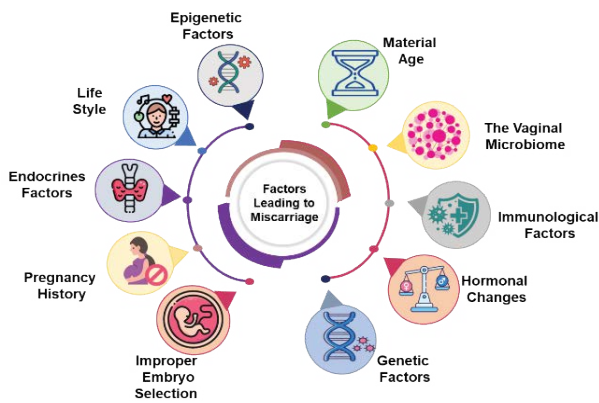 Epigenetic
Factors
Material
Age
Life
Style
The Vaginal
Microbiome
Endocrines
Factors
Factors
Leading to
Miscarriage
Immunological
Factors
Pregnancy
History
Hormonal
Changes
Improper
Embryo
Selection
Genetic
Factors